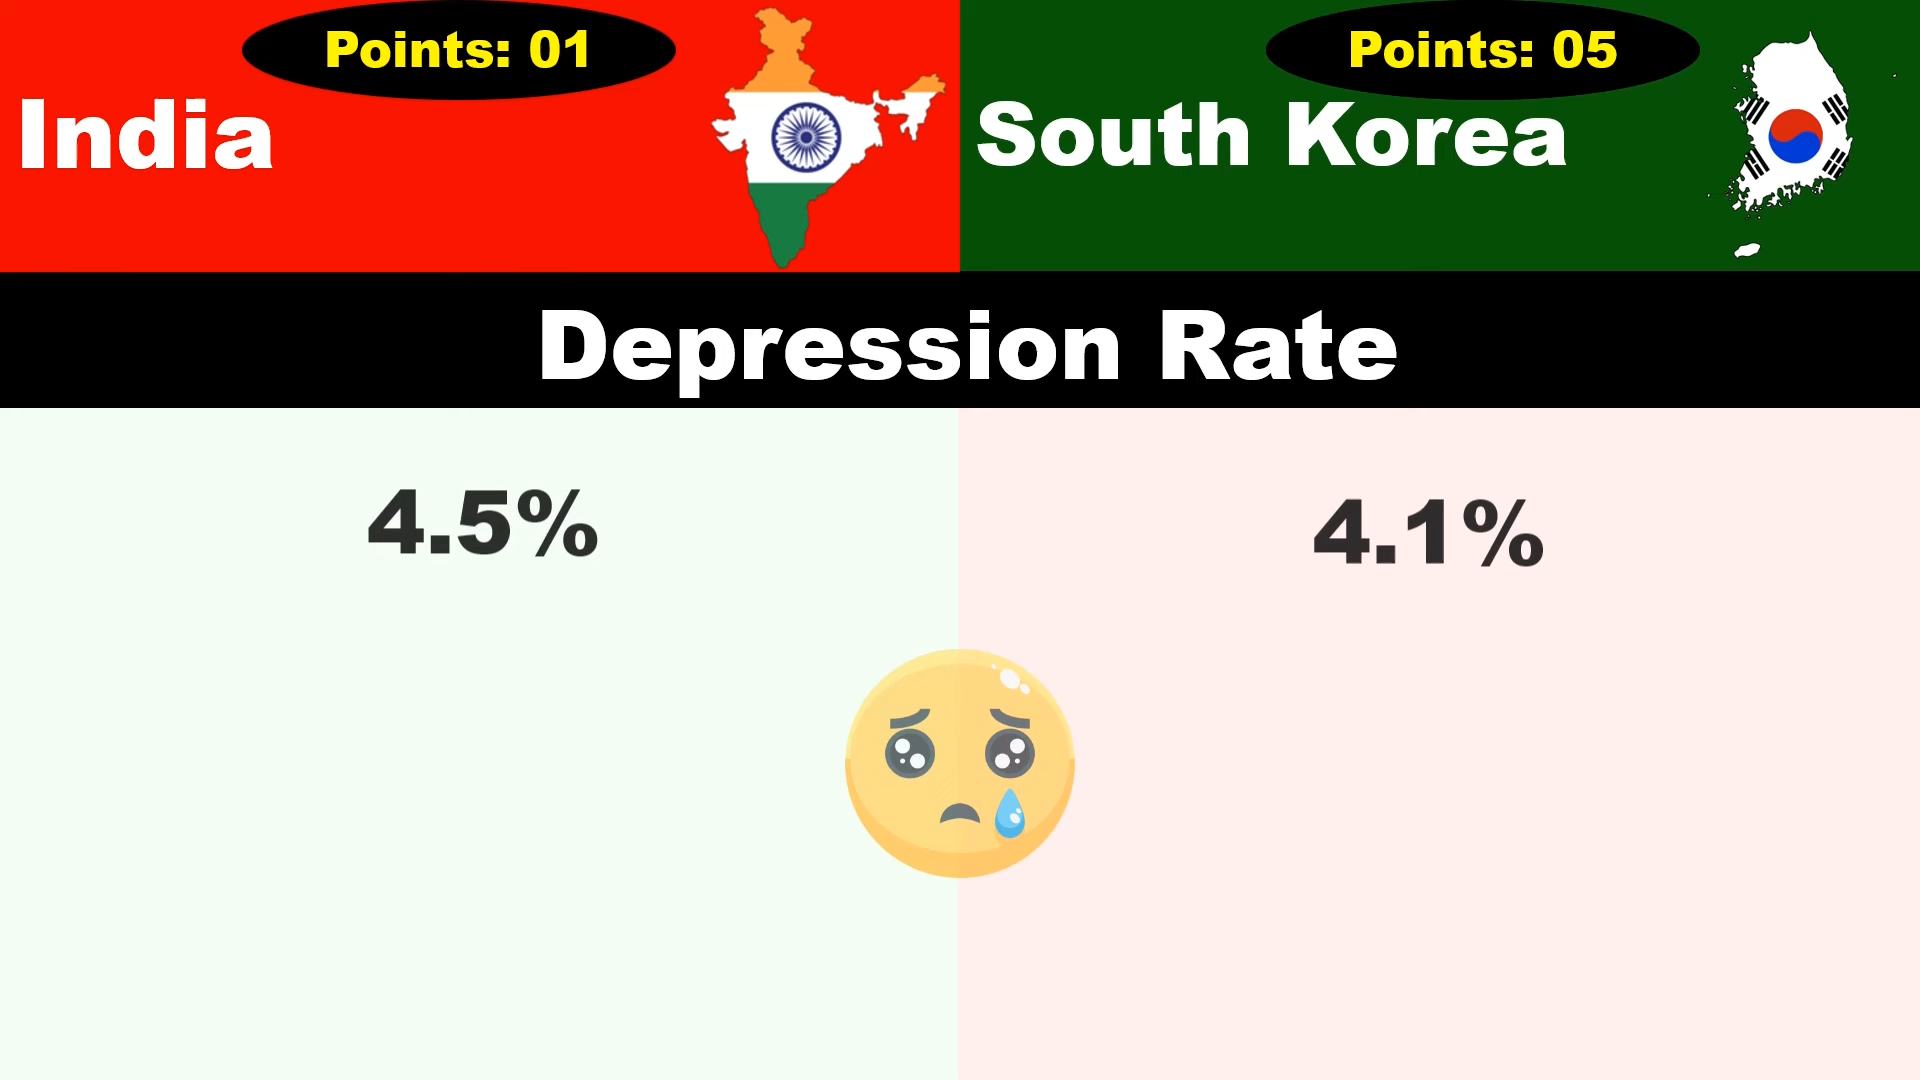 Points: 01
India
Points: 05
South Korea
Depression Rate
4.5%
4.1%